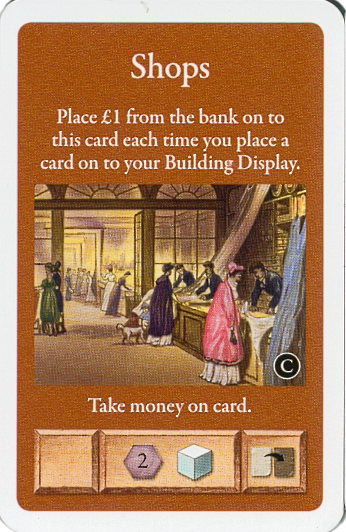 Shops
Place £1 from the bank on to
this card each time you place a
card on to your Building Display.
C
Take money on card.
2